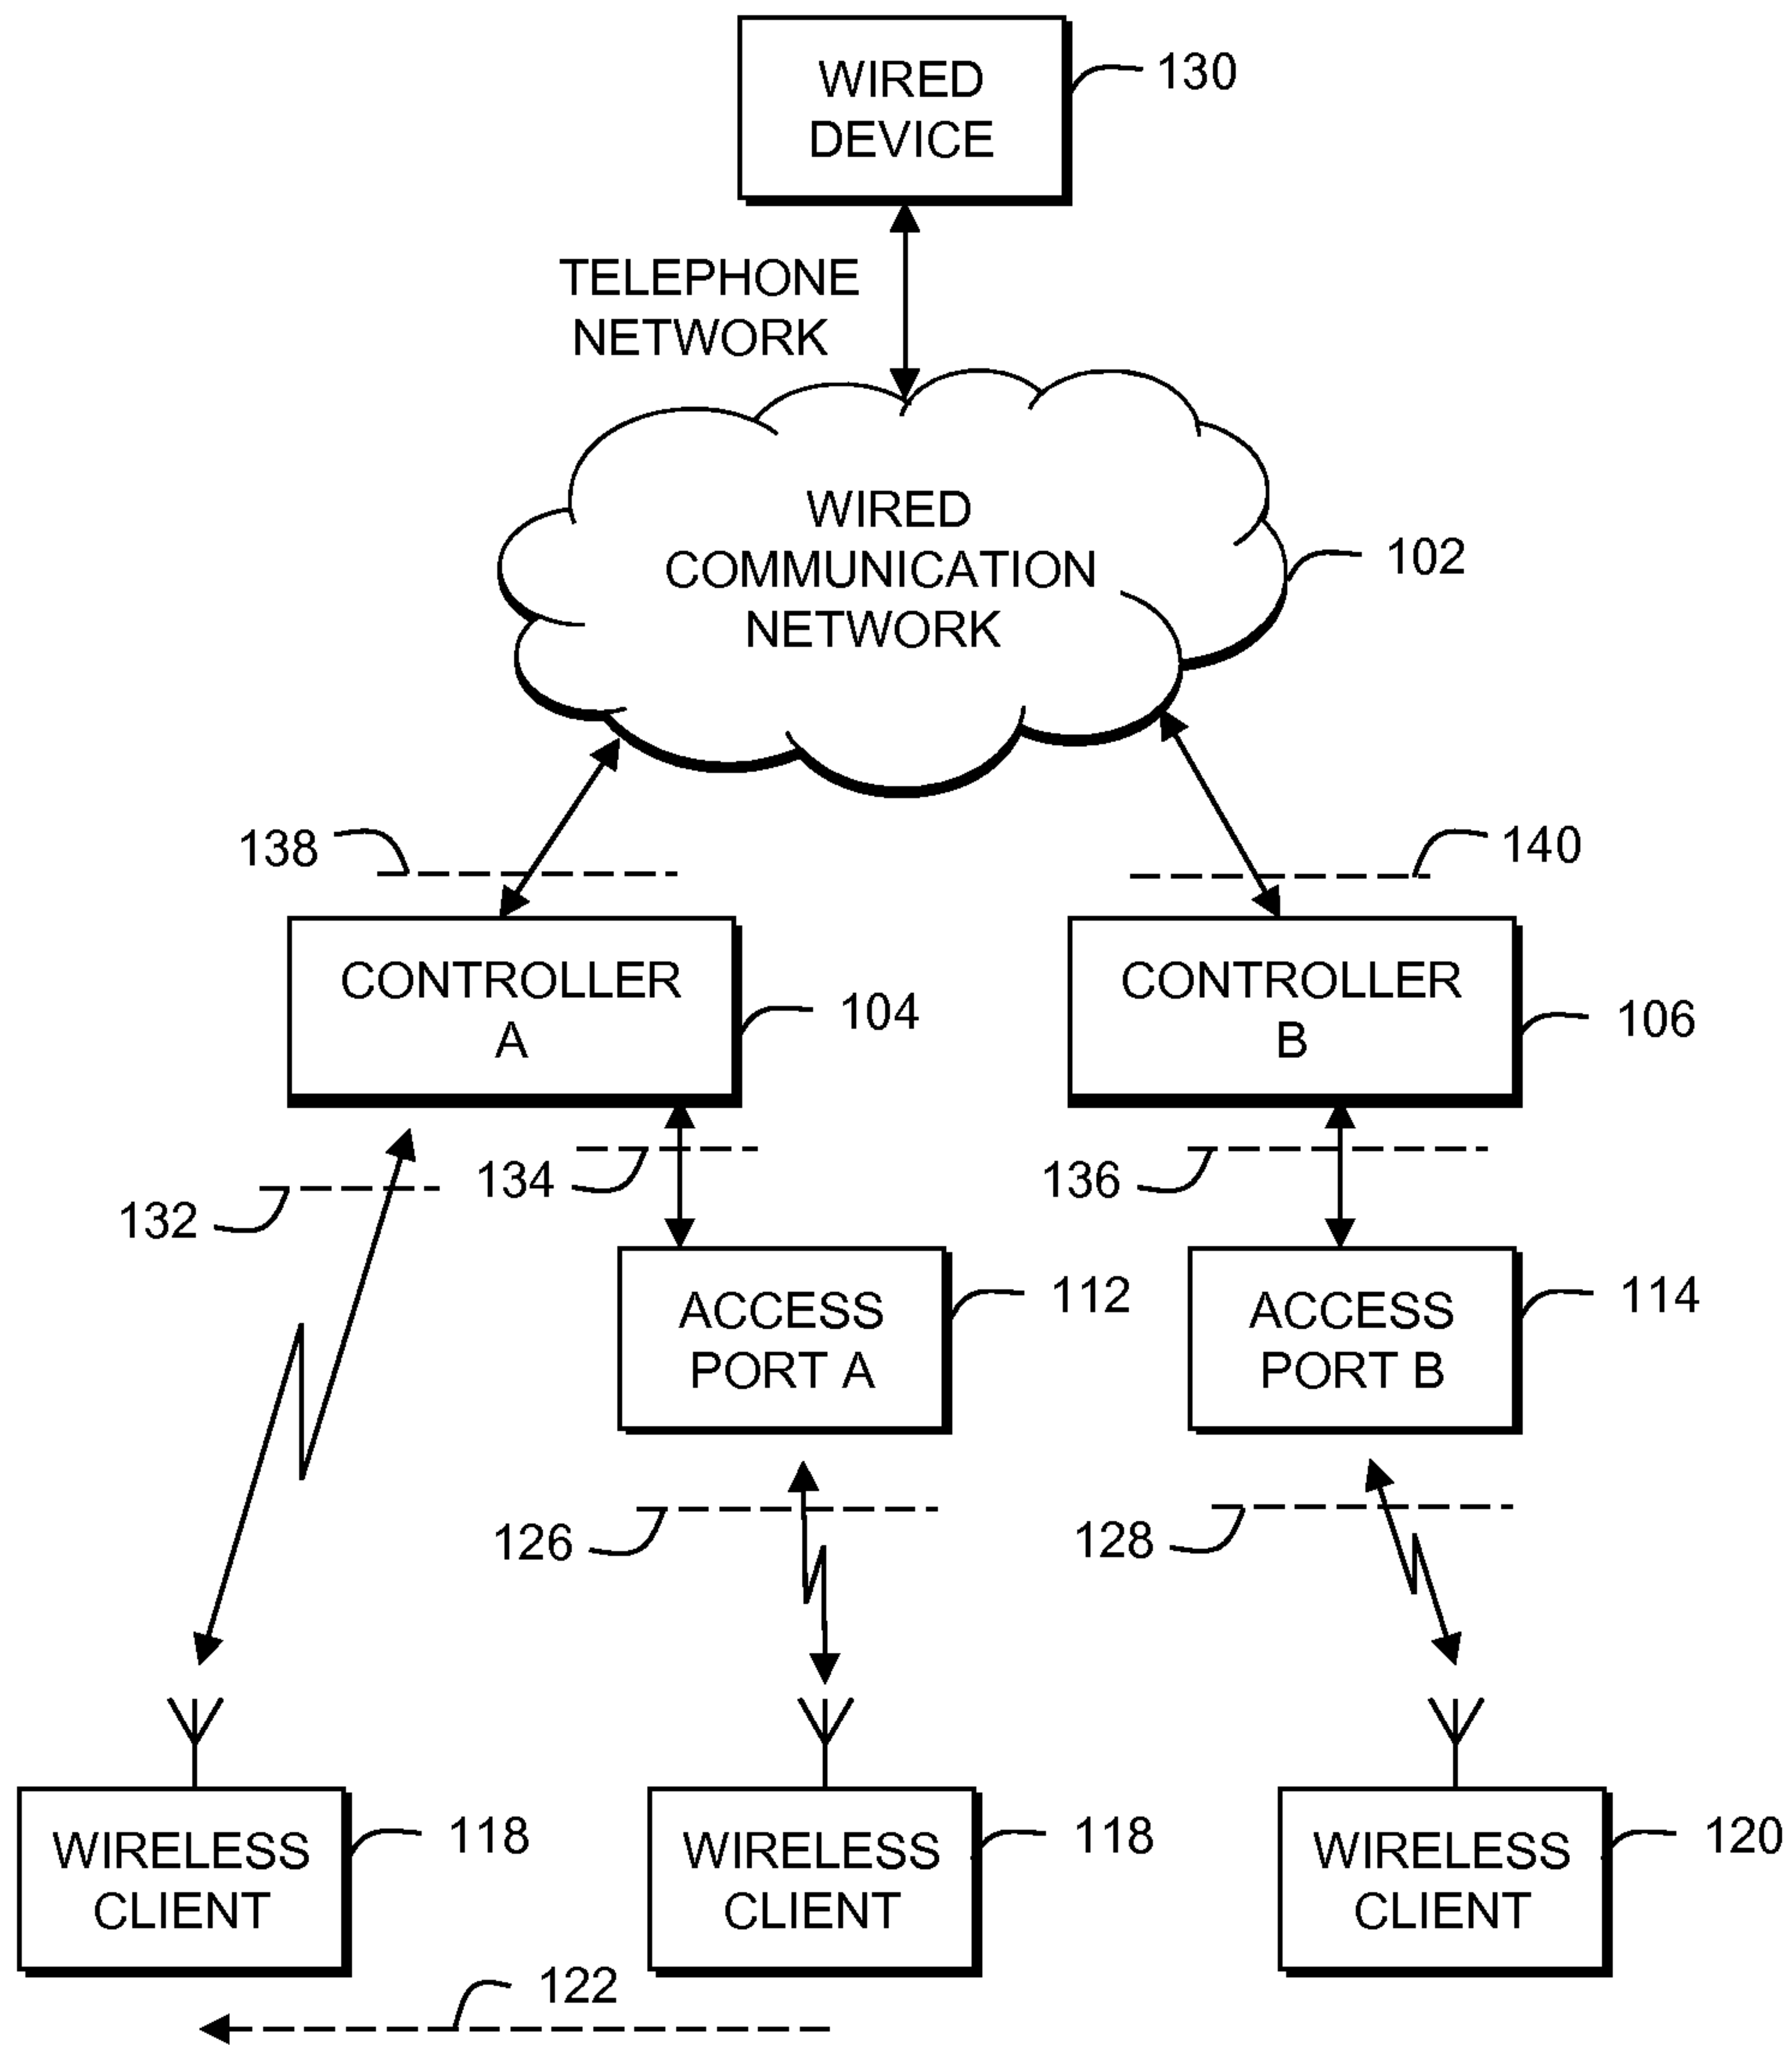 WIRED
DEVICE
130
TELEPHONE
NETWORK
WIRED
COMMUNICATION
NETWORK
102
138
140
CONTROLLER
A
104
CONTROLLER
B
106
132
134
136
ACCESS
PORT A
112
ACCESS
PORT B
114
126
128
WIRELESS
CLIENT
118
WIRELESS
CLIENT
118
WIRELESS
CLIENT
120
122